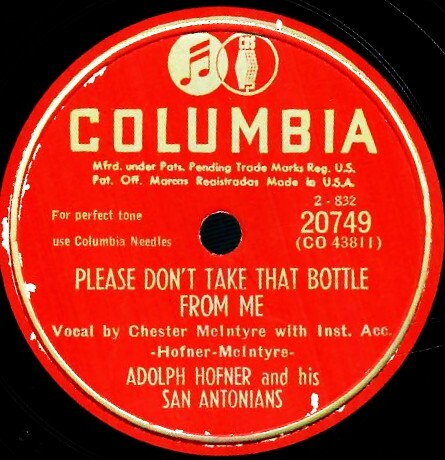 COLUMBIA
Mfrd. under Pats. Pending Trade Marks Reg. U.S.
Pat. Off. Marcas Registradas Made in U.S.A.
2 - 832
For perfect tone
20749
use Columbia Needles
(CO 43811)
PLEASE DON'T TAKE THAT BOTTLE
FROM ME
Vocal by Chester McIntyre with Inst. Acc.
-Hofner-McIntyre-
ADOLPH HOFNER and his
SAN ANTONIANS